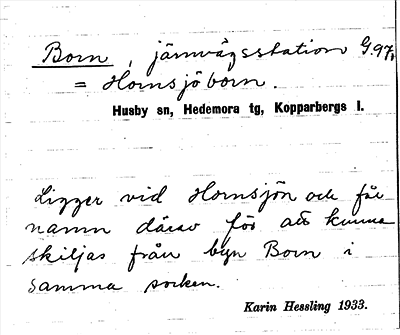 Born, järnvägsstation G.97,
= Hornsjöborn.
Husby sn, Hedemora tg, Kopparbergs l.
Ligger vid Hornsjön och får
namn därav för att kunna
skiljas från byn Born i
samma socken.
Karin Hessling 1933.